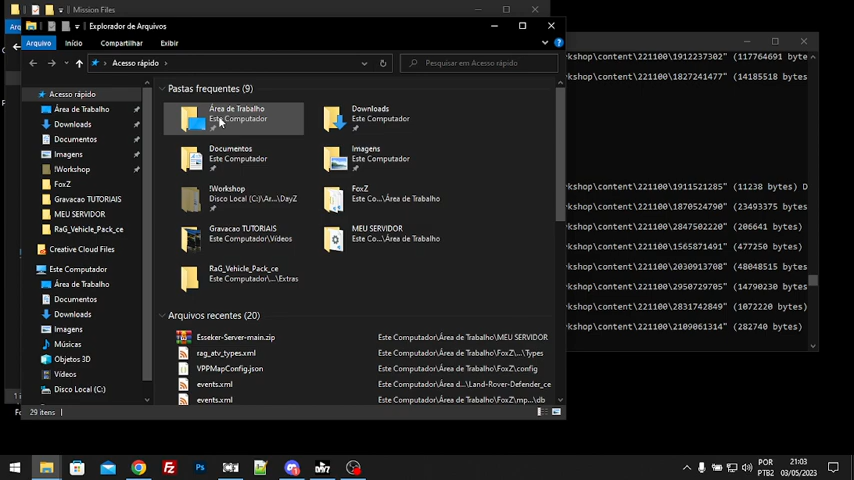 Mission Files
Explorador de Arquivos
Arquivo
Início
Compartilhar
Exibir
Acesso rápido
Pesquisar em Acesso rápido
Acesso rápido
Área de Trabalho
Downloads
Documentos
Imagens
!Workshop
FoxZ
Gravacao TUTORIAIS
MEU SERVIDOR
RaG_Vehicle_Pack_ce
Creative Cloud Files
Este Computador
Área de Trabalho
Documentos
Downloads
Imagens
Músicas
Objetos 3D
Vídeos
Disco Local (C:)
Pastas frequentes (9)
Área de Trabalho
Este Computador
Downloads
Este Computador
Documentos
Este Computador
Imagens
Este Computador
!Workshop
Disco Local (C:)\Ar...\DayZ
FoxZ
Este Co...\Área de Trabalho
Gravacao TUTORIAIS
Este Computador\Vídeos
MEU SERVIDOR
Este Co...\Área de Trabalho
RaG_Vehicle_Pack_ce
Este Computador\...\Extras
Arquivos recentes (20)
Esseker-Server-main.zip Este Computador\Área de Trabalho\MEU SERVIDOR
rag_atv_types.xml Este Computador\Área de Trabalho\FoxZ\...\Types
VPPMapConfig.json Este Computador\Área de Trabalho\FoxZ\config
events.xml Este Computador\Área d...\Land-Rover-Defender_ce
events.xml Este Computador\Área de Trabalho\FoxZ\mp...\db
29 itens
rkshop\content\221100\1912237302" (117764691 byte
rkshop\content\221100\1827241477" (14185518 bytes
rkshop\content\221100\1911521285" (11238 bytes) D
rkshop\content\221100\1870524790" (23493375 bytes
rkshop\content\221100\2847502220" (206641 bytes)
rkshop\content\221100\1565871491" (477250 bytes)
rkshop\content\221100\2030913708" (48048515 bytes
rkshop\content\221100\2950729705" (14790230 bytes
rkshop\content\221100\2831742849" (1072220 bytes)
rkshop\content\221100\2109061314" (282740 bytes)
POR
PTB2
21:03
03/05/2023